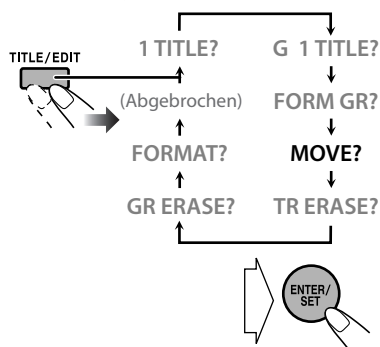 TITLE/EDIT
1 TITLE?
G 1 TITLE?
(Abgebrochen)
FORM GR?
FORMAT?
MOVE?
GR ERASE?
TR ERASE?
ENTER/
SET